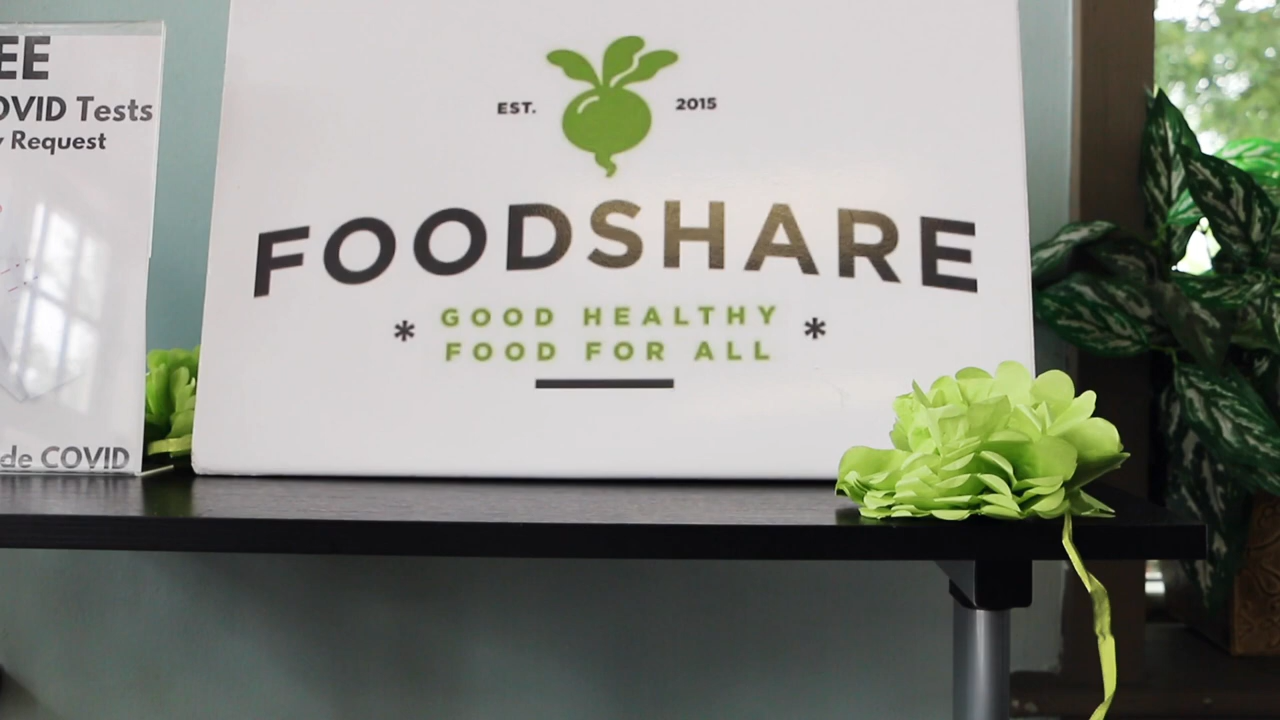 EE
OVID Tests
Request
de COVID
EST. 2015
FOODSHARE
* GOOD HEALTHY *
FOOD FOR ALL